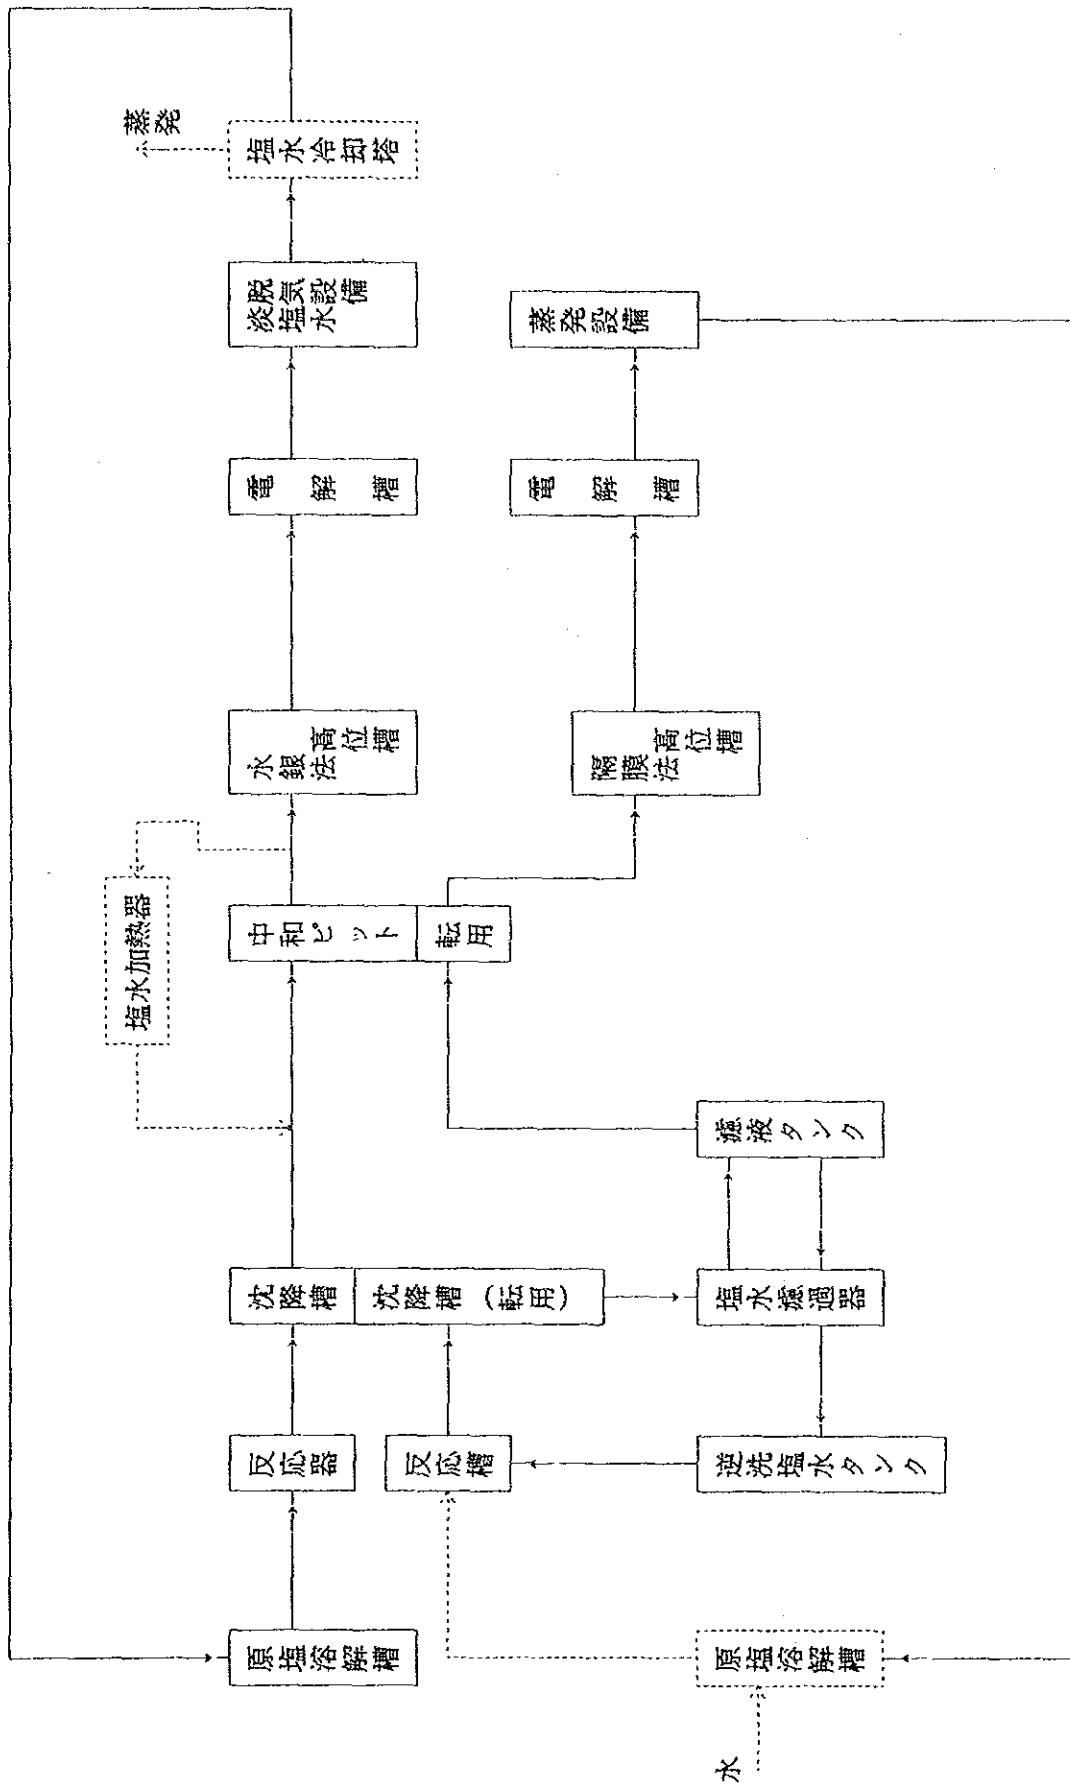 蒸発
塩水冷却塔
淡塩水
脱気設備
電解槽
水銀法
高位槽
塩水加熱器
中和ピット
転用
沈降槽
沈降槽(転用)
反応器
反応槽
原塩溶解槽
蒸発設備
電解槽
隔膜法
高位槽
濾液タンク
塩水濾過器
逆洗塩水タンク
原塩溶解糟
水